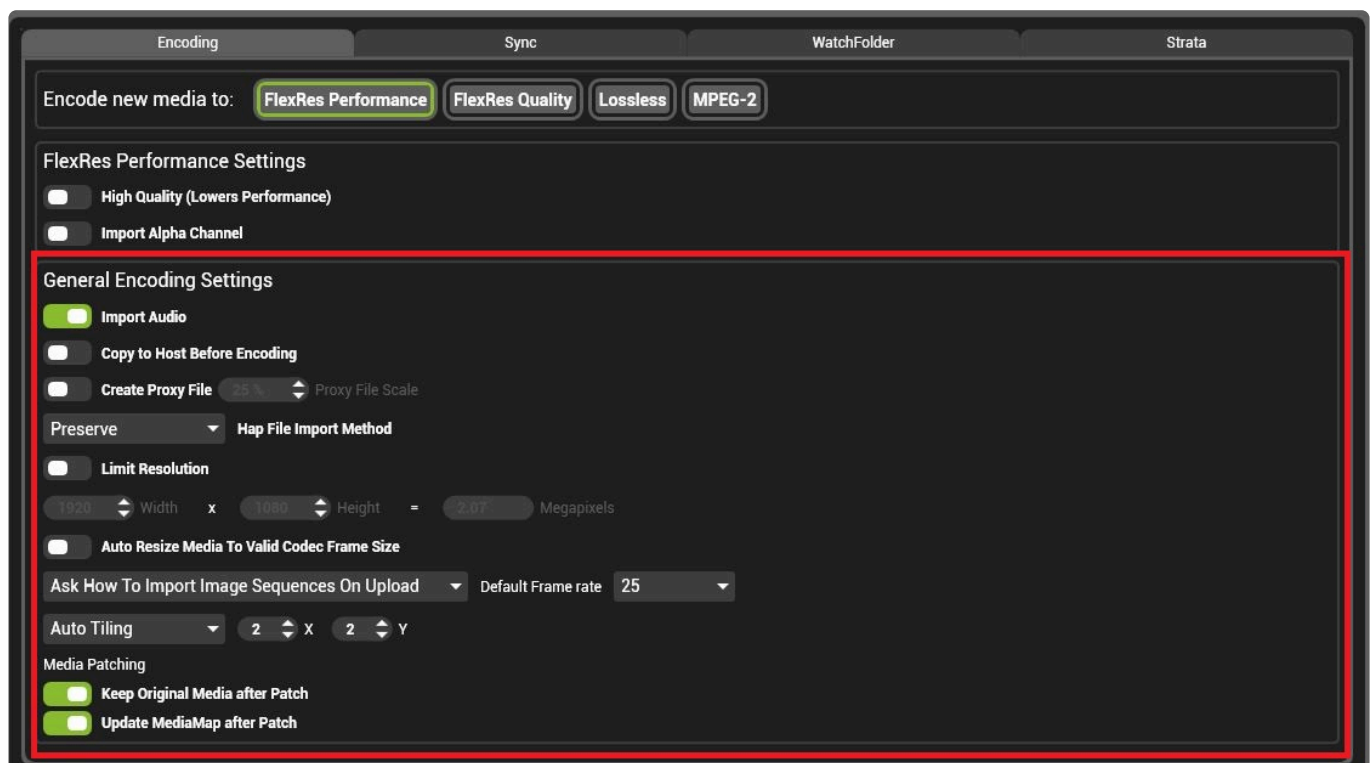 Encoding Sync WatchFolder Strata
Encode new media to: FlexRes Performance FlexRes Quality Lossless MPEG-2
FlexRes Performance Settings
High Quality (Lowers Performance)
Import Alpha Channel
General Encoding Settings
Import Audio
Copy to Host Before Encoding
Create Proxy File 25 % Proxy File Scale
Preserve Hap File Import Method
Limit Resolution
1920 Width x 1080 Height = 2.07 Megapixels
Auto Resize Media To Valid Codec Frame Size
Ask How To Import Image Sequences On Upload Default Frame rate 25
Auto Tiling 2 X 2 Y
Media Patching
Keep Original Media after Patch
Update MediaMap after Patch